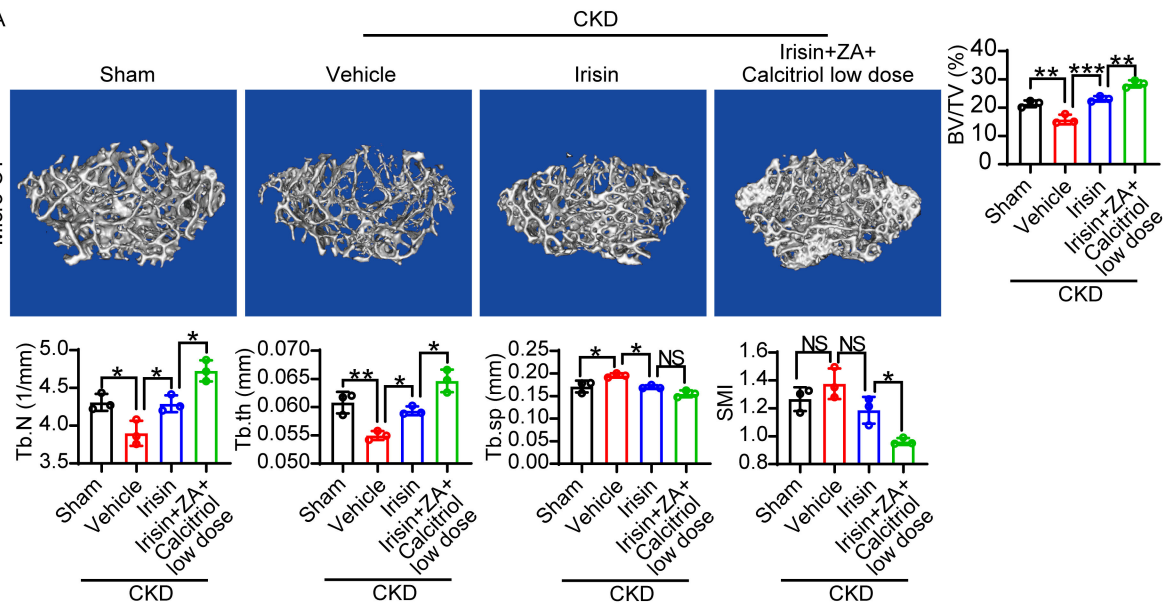 A
CKD
Sham
Vehicle
Irisin
Irisin+ZA+
Calcitriol low dose
BV/TV (%)
40
30
20
10
0
**
***
**
Sham
Vehicle
Irisin
Irisin+ZA+
Calcitriol
low dose
CKD
Tb.N (1/mm)
5.0
4.5
4.0
3.5
*
*
*
Sham
Vehicle
Irisin
Irisin+ZA+
Calcitriol
low dose
CKD
Tb.th (mm)
0.070
0.065
0.060
0.055
0.050
**
*
*
Sham
Vehicle
Irisin
Irisin+ZA+
Calcitriol
low dose
CKD
Tb.sp (mm)
0.25
0.20
0.15
0.10
0.05
0.00
*
*
NS
Sham
Vehicle
Irisin
Irisin+ZA+
Calcitriol
low dose
CKD
SMI
1.6
1.4
1.2
1.0
0.8
NS
NS
*
Sham
Vehicle
Irisin
Irisin+ZA+
Calcitriol
low dose
CKD